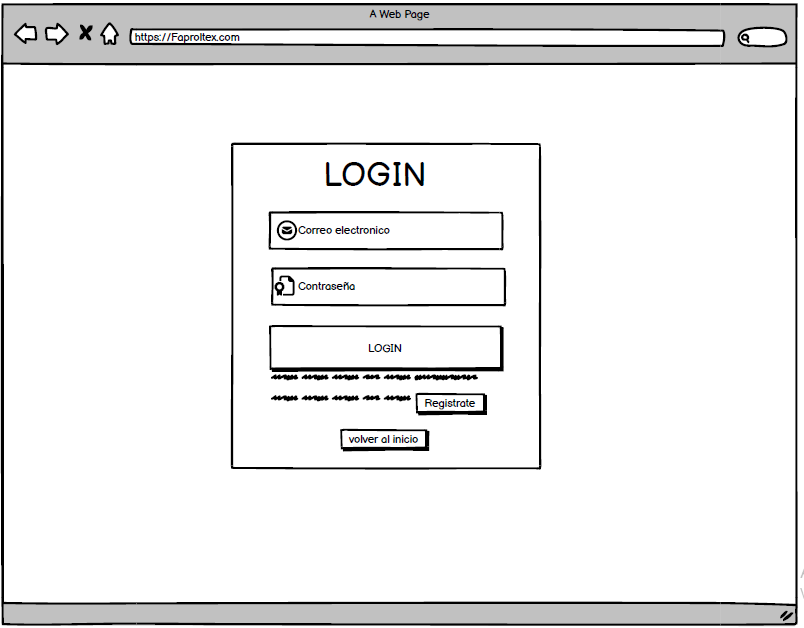 A Web Page
https://Faproltex.com
LOGIN
Correo electronico
Contraseña
LOGIN
Registrate
volver al inicio